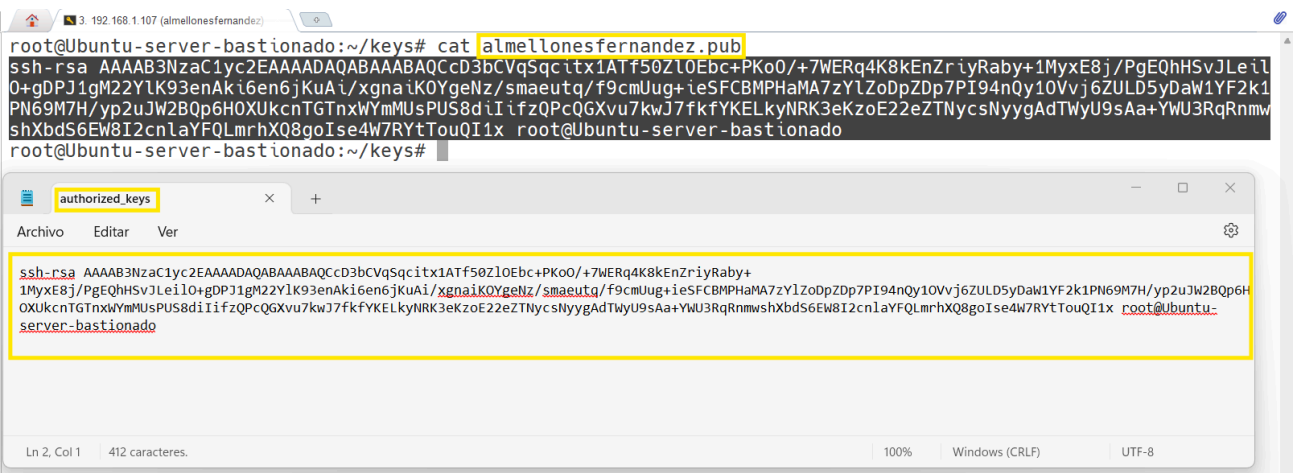 3. 192.168.1.107 (almellonesfernandez)
root@Ubuntu-server-bastionado:~/keys# cat almellonesfernandez.pub
ssh-rsa AAAAB3NzaC1yc2EAAAADAQABAAABAQCcD3bCVqSqcitx1ATf50ZlOEbc+PKoO/+7WERq4K8kEnZriyRaby+1MyxE8j/PgEQhHSvJLeil
O+gDPJ1gM22YlK93enAki6en6jKuAi/xgnaiKOYgeNz/smaeutq/f9cmUug+ieSFCBMPHaMA7zYlZoDpZDp7PI94nQy1OVvj6ZULD5yDaW1YF2k1
PN69M7H/yp2uJW2BQp6HOXUkcnTGTnxWYmMUsPUS8diIifzQPcQGXvu7kwJ7fkfYKELkyNRK3eKzoE22eZTNycsNyygAdTWyU9sAa+YWU3RqRnmw
shXbdS6EW8I2cnlaYFQLmrhXQ8goIse4W7RYtTouQI1x root@Ubuntu-server-bastionado
root@Ubuntu-server-bastionado:~/keys#
authorized_keys
Archivo Editar Ver
ssh-rsa AAAAB3NzaC1yc2EAAAADAQABAAABAQCcD3bCVqSqcitx1ATf50ZlOEbc+PKoO/+7WERq4K8kEnZriyRaby+
1MyxE8j/PgEQhHSvJLeilO+gDPJ1gM22YlK93enAki6en6jKuAi/xgnaiKOYgeNz/smaeutq/f9cmUug+ieSFCBMPHaMA7zYlZoDpZDp7PI94nQy1OVvj6ZULD5yDaW1YF2k1PN69M7H/yp2uJW2BQp6H
OXUkcnTGTnxWYmMUsPUS8diIifzQPcQGXvu7kwJ7fkfYKELkyNRK3eKzoE22eZTNycsNyygAdTWyU9sAa+YWU3RqRnmwshXbdS6EW8I2cnlaYFQLmrhXQ8goIse4W7RYtTouQI1x root@Ubuntu-
server-bastionado
Ln 2, Col 1 412 caracteres. 100% Windows (CRLF) UTF-8